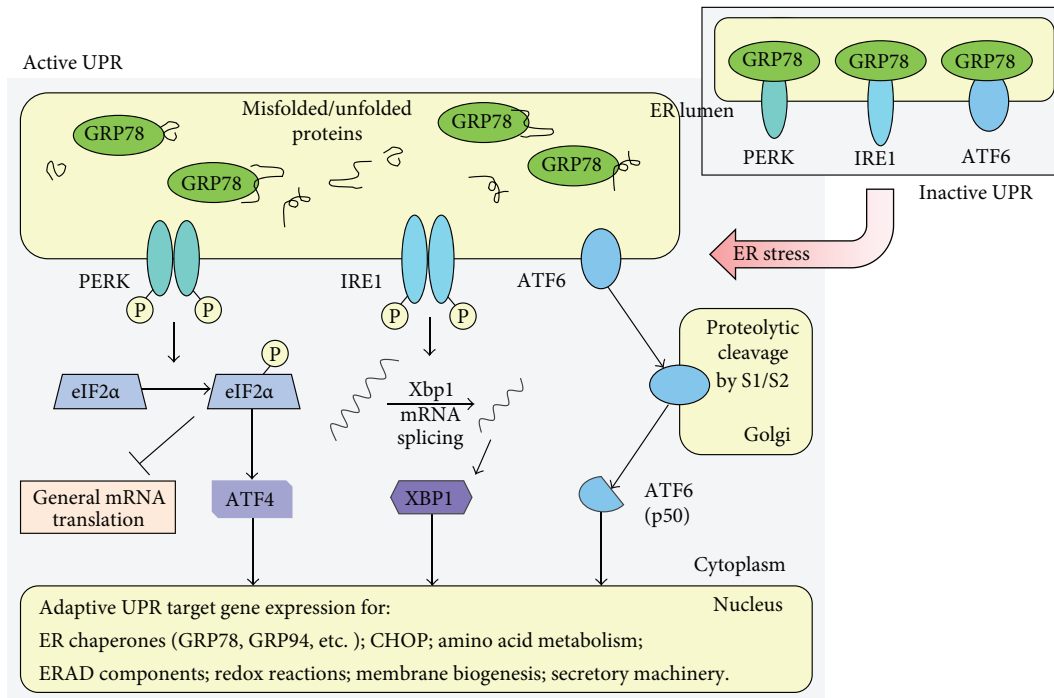 Active UPR
GRP78
GRP78
GRP78
ER lumen
PERK
IRE1
ATF6
Inactive UPR
ER stress
Misfolded/unfolded
proteins
GRP78
GRP78
GRP78
GRP78
PERK
IRE1
ATF6
P
P
P
P
Proteolytic
cleavage
by S1/S2
Golgi
P
eIF2α
eIF2α
Xbp1
mRNA
splicing
General mRNA
translation
ATF4
XBP1
ATF6
(p50)
Cytoplasm
Nucleus
Adaptive UPR target gene expression for:
ER chaperones (GRP78, GRP94, etc. ); CHOP; amino acid metabolism;
ERAD components; redox reactions; membrane biogenesis; secretory machinery.